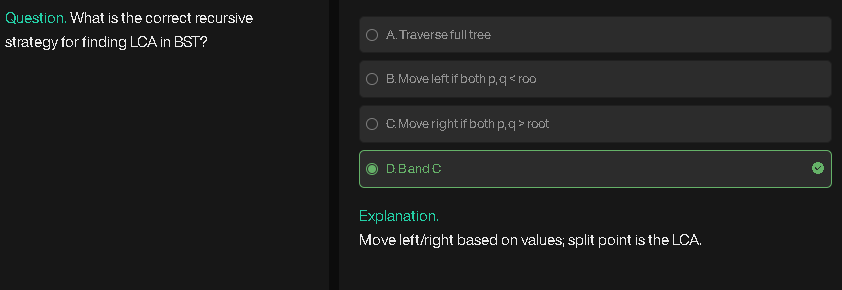 Question. What is the correct recursive
strategy for finding LCA in BST?
A. Traverse full tree
B. Move left if both p, q < roo
C. Move right if both p, q > root
D. B and C
Explanation.
Move left/right based on values; split point is the LCA.